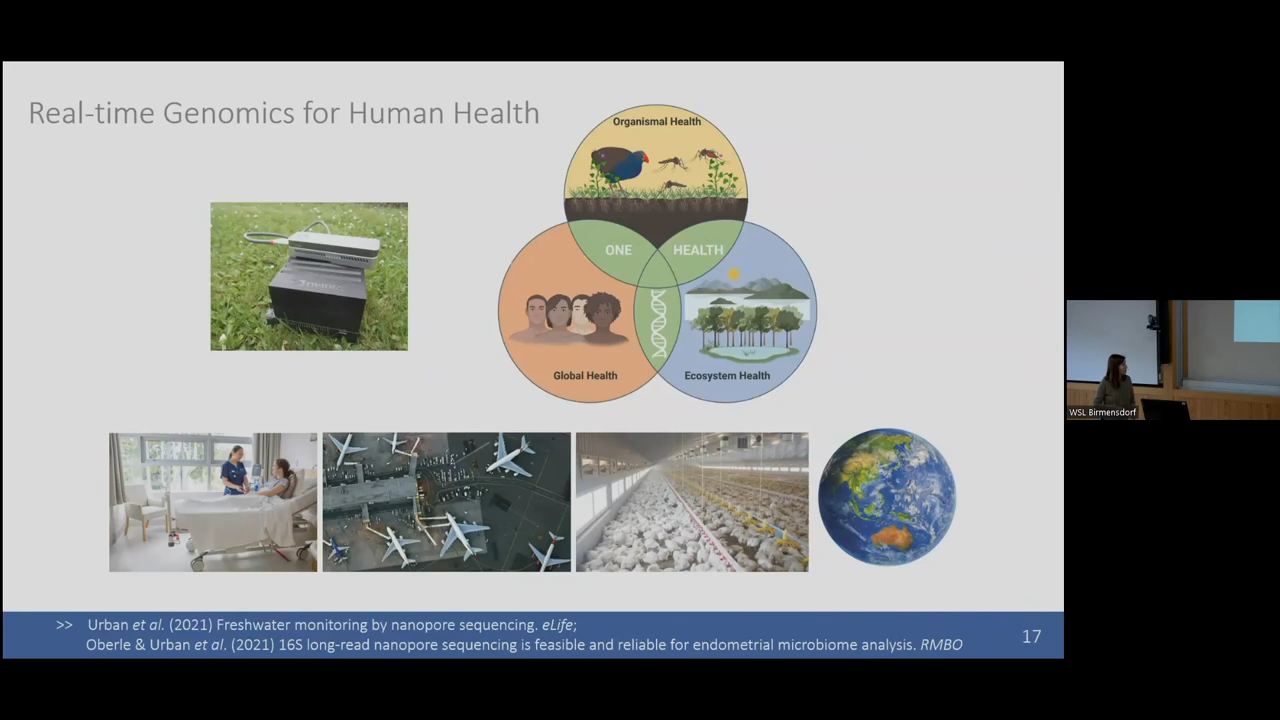 Real-time Genomics for Human Health
Organismal Health
ONE
HEALTH
Global Health
Ecosystem Health
>> Urban et al. (2021) Freshwater monitoring by nanopore sequencing. eLife;
Oberle & Urban et al. (2021) 16S long-read nanopore sequencing is feasible and reliable for endometrial microbiome analysis. RMBO
17
WSL Birmensdorf